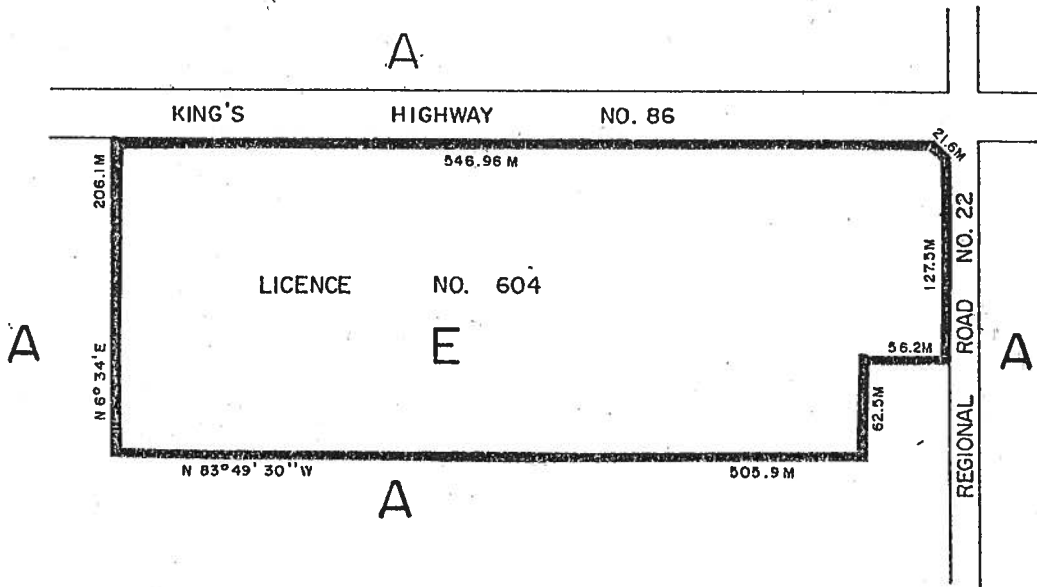 A
KING'S HIGHWAY NO. 86
21.6M
546.96 M
206.1M
REGIONAL ROAD NO. 22
127.5M
LICENCE NO. 604
E
A
A
56.2M
N 6° 34' E
62.5M
N 83° 49' 30" W
505.9 M
A